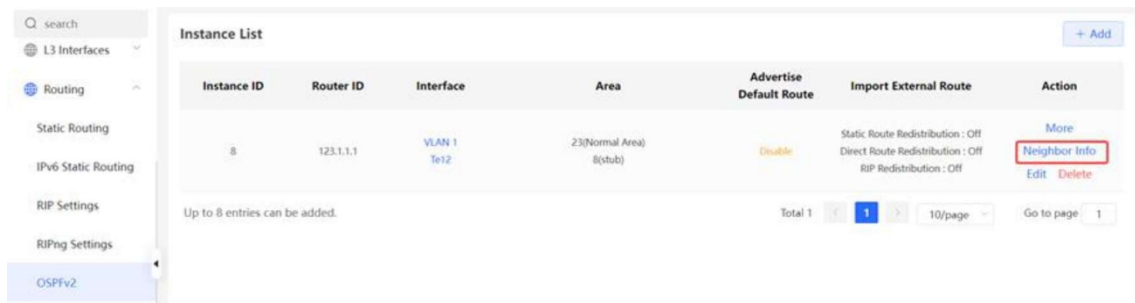 search
L3 Interfaces
Routing
Static Routing
IPv6 Static Routing
RIP Settings
RIPng Settings
OSPFv2
Instance List
+ Add
Instance ID Router ID Interface Area Advertise Default Route Import External Route Action
8 123.1.1.1 VLAN 1 23(Normal Area) Disable Static Route Redistribution : Off More
Te12 8(stub) Direct Route Redistribution : Off Neighbor Info
RIP Redistribution : Off Edit Delete
Up to 8 entries can be added. Total 1 < 1 > 10/page Go to page 1